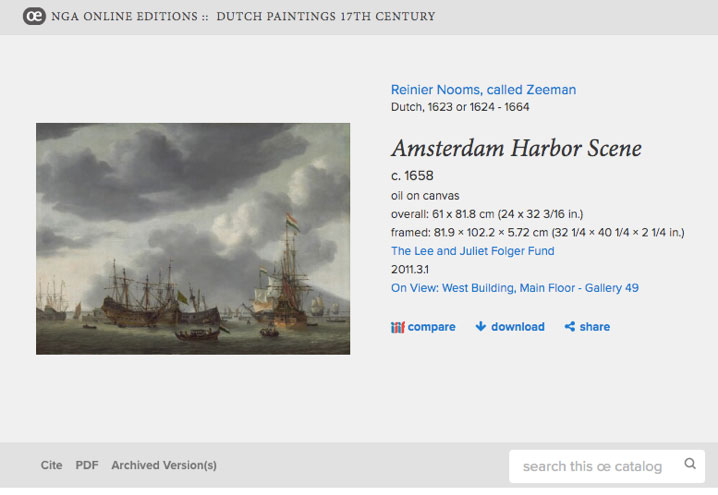 œ NGA ONLINE EDITIONS :: DUTCH PAINTINGS 17TH CENTURY
Reinier Nooms, called Zeeman
Dutch, 1623 or 1624 - 1664
Amsterdam Harbor Scene
c. 1658
oil on canvas
overall: 61 x 81.8 cm (24 x 32 3/16 in.)
framed: 81.9 × 102.2 × 5.72 cm (32 1/4 × 40 1/4 × 2 1/4 in.)
The Lee and Juliet Folger Fund
2011.3.1
On View: West Building, Main Floor - Gallery 49
iiif compare download share
Cite PDF Archived Version(s)
search this œ catalog